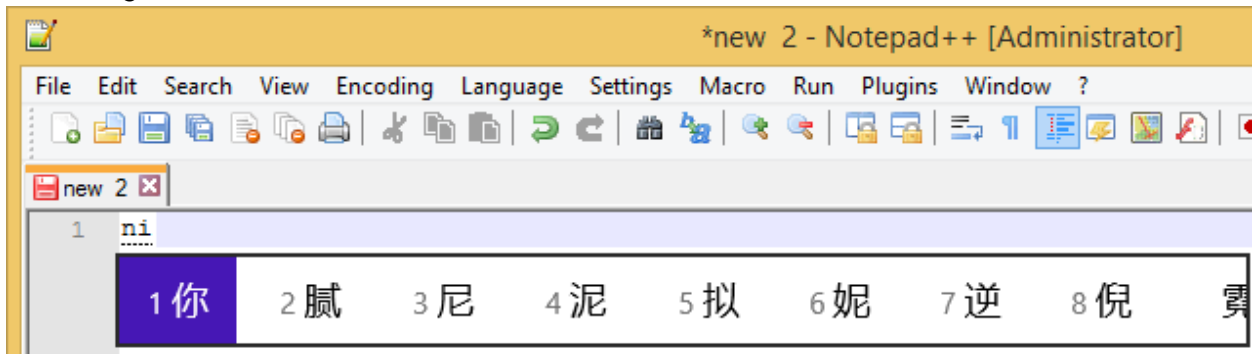 *new 2 - Notepad++ [Administrator]
File Edit Search View Encoding Language Settings Macro Run Plugins Window ?
new 2
1 ni
1 你 2 腻 3 尼 4 泥 5 拟 6 妮 7 逆 8 倪